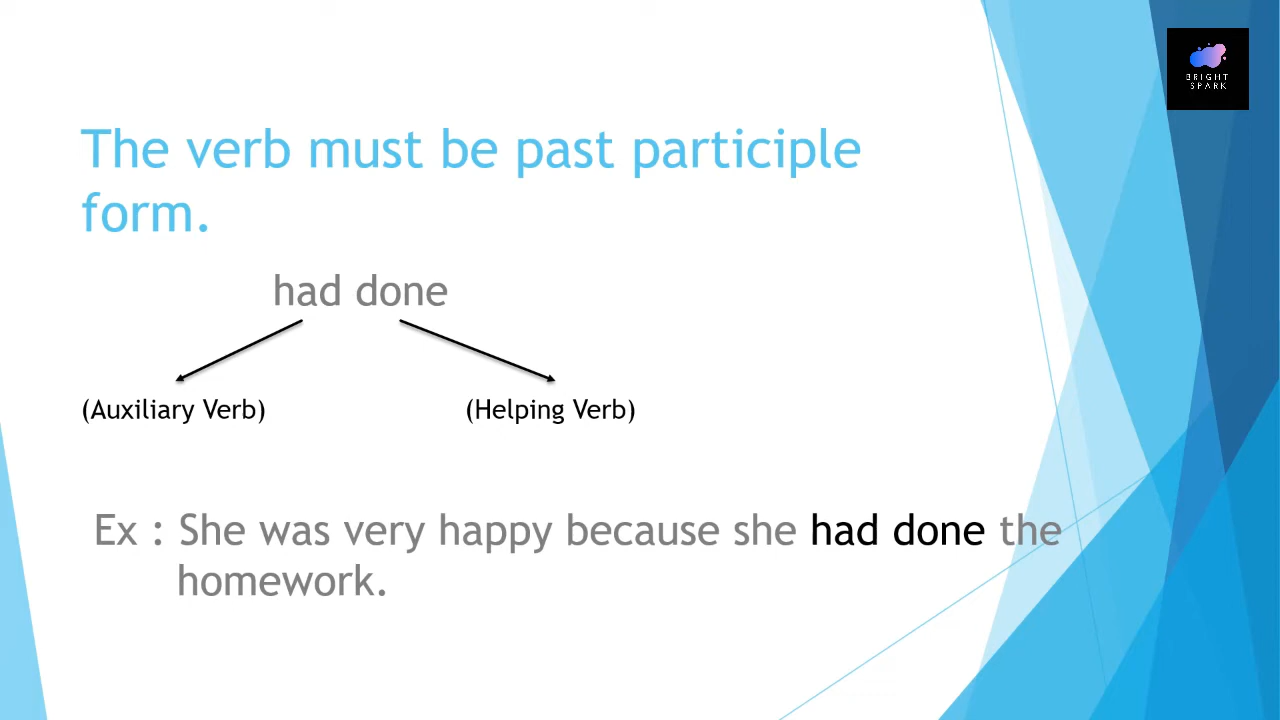 BRIGHT
SPARK
The verb must be past participle
form.
had done
(Auxiliary Verb) (Helping Verb)
Ex : She was very happy because she had done the
homework.